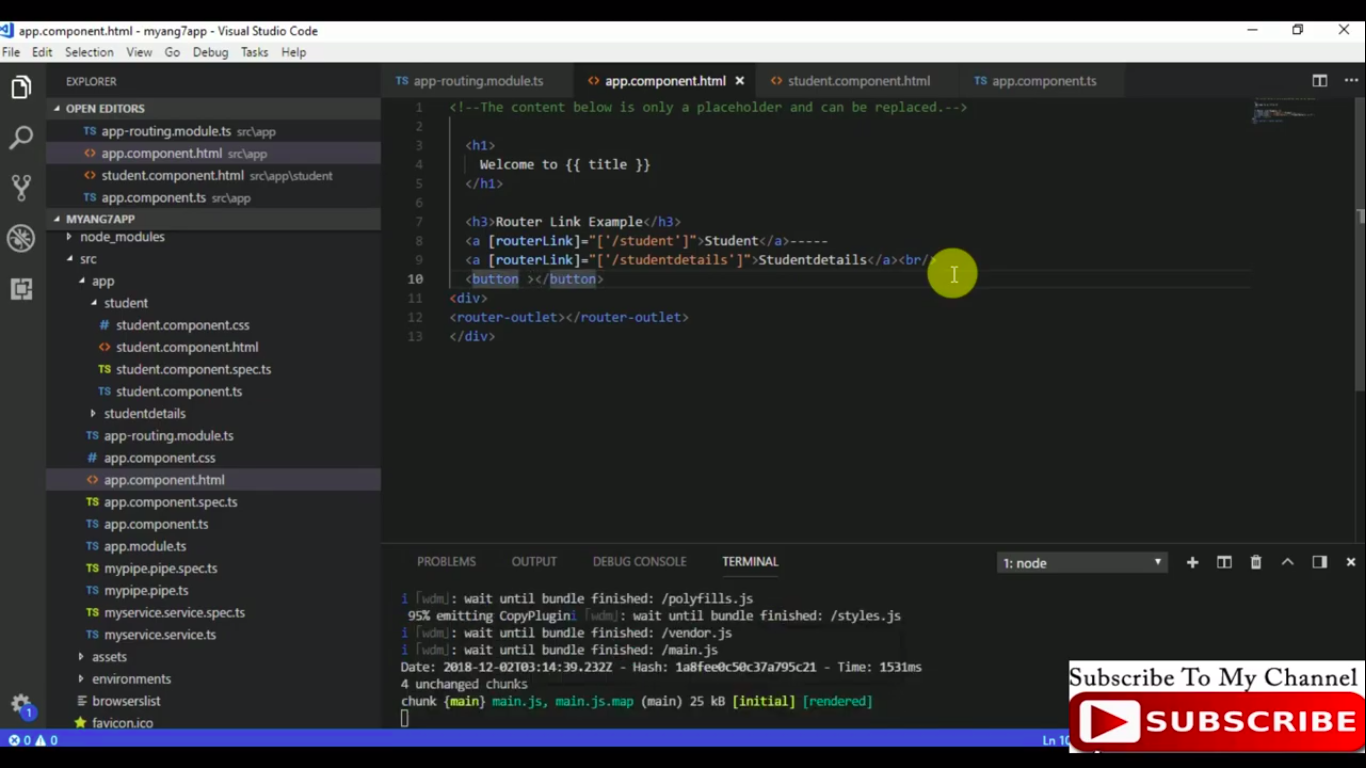 app.component.html - myang7app - Visual Studio Code
File Edit Selection View Go Debug Tasks Help
EXPLORER
OPEN EDITORS
TS app-routing.module.ts src\app
<> app.component.html src\app
<> student.component.html src\app\student
TS app.component.ts src\app
MYANG7APP
node_modules
src
app
student
# student.component.css
<> student.component.html
TS student.component.spec.ts
TS student.component.ts
studentdetails
TS app-routing.module.ts
# app.component.css
<> app.component.html
TS app.component.spec.ts
TS app.component.ts
TS app.module.ts
TS mypipe.pipe.spec.ts
TS mypipe.pipe.ts
TS myservice.service.spec.ts
TS myservice.service.ts
assets
environments
browserslist
favicon.ico
TS app-routing.module.ts <> app.component.html <> student.component.html TS app.component.ts
1 <!--The content below is only a placeholder and can be replaced.-->
2
3 <h1>
4 Welcome to {{ title }}
5 </h1>
6
7 <h3>Router Link Example</h3>
8 <a [routerLink]="['/student']">Student</a>-----
9 <a [routerLink]="['/studentdetails']">Studentdetails</a><br/>
10 <button ></button>
11 <div>
12 <router-outlet></router-outlet>
13 </div>
PROBLEMS OUTPUT DEBUG CONSOLE TERMINAL 1: node
i ｢wdm｣: wait until bundle finished: /polyfills.js
95% emitting CopyPlugini ｢wdm｣: wait until bundle finished: /styles.js
i ｢wdm｣: wait until bundle finished: /vendor.js
i ｢wdm｣: wait until bundle finished: /main.js
Date: 2018-12-02T03:14:39.232Z - Hash: 1a8fee0c50c37a795c21 - Time: 1531ms
4 unchanged chunks
chunk {main} main.js, main.js.map (main) 25 kB [initial] [rendered]
1
0 0
Ln 10
Subscribe To My Channel
SUBSCRIBE